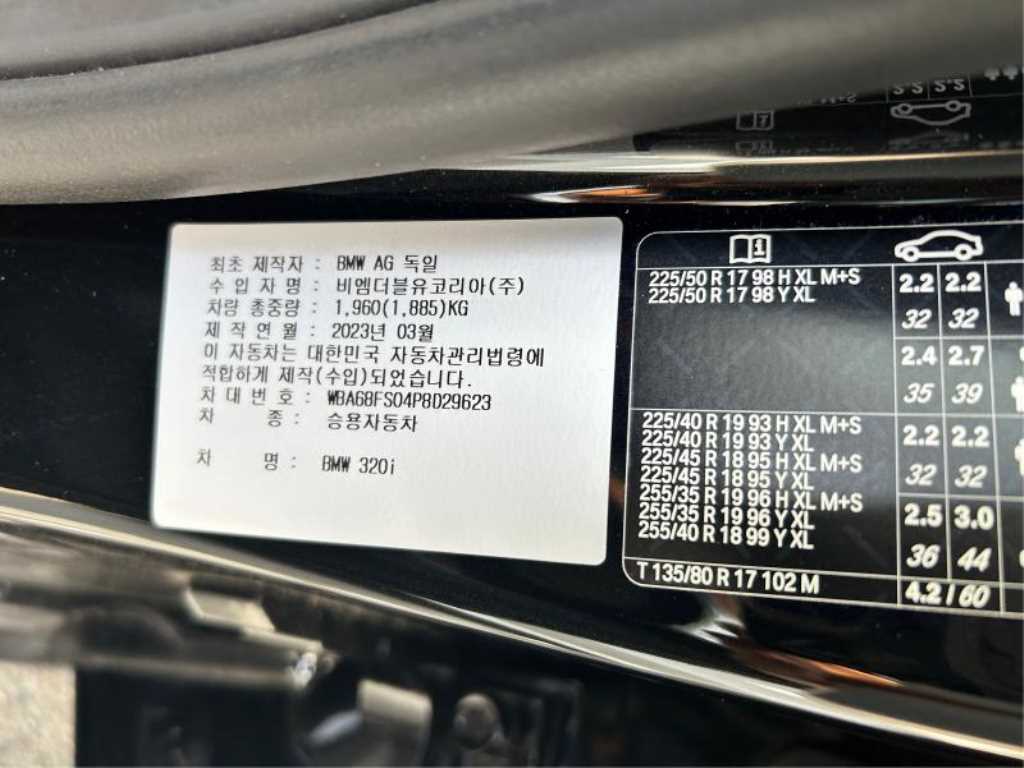 최초 제작자 : BMW AG 독일
수 입 자 명 : 비엠더블유코리아(주)
차량 총중량 : 1,960(1,885)KG
제 작 연 월 : 2023년 03월
이 자동차는 대한민국 자동차관리법령에
적합하게 제작(수입)되었습니다.
차 대 번 호 : WBA68FS04P8D29623
차 종 : 승용자동차
차 명 : BMW 320i
225/50 R 17 98 H XL M+S
225/50 R 17 98 Y XL
2.2 2.2
32 32
2.4 2.7
35 39
225/40 R 19 93 H XL M+S
225/40 R 19 93 Y XL
225/45 R 18 95 H XL M+S
225/45 R 18 95 Y XL
255/35 R 19 96 H XL M+S
255/35 R 19 96 Y XL
255/40 R 18 99 Y XL
2.2 2.2
32 32
2.5 3.0
36 44
T 135/80 R 17 102 M
4.2 / 60